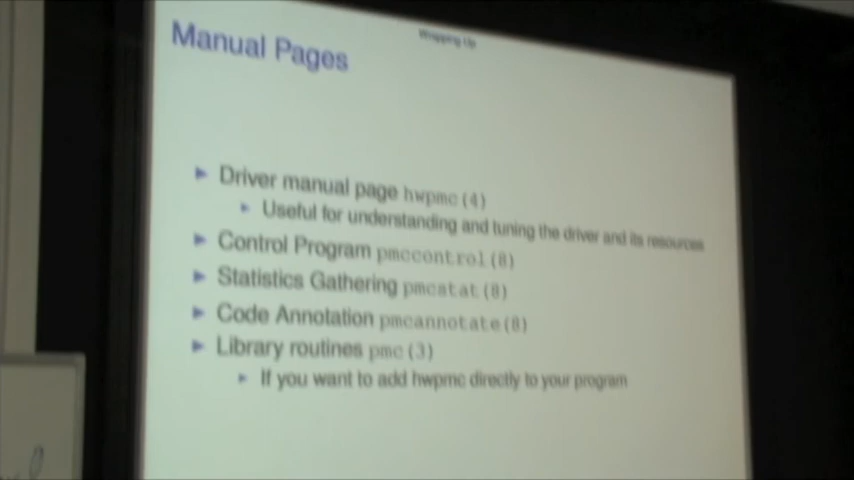 Wrapping Up
Manual Pages
Driver manual page hwpmc(4)
Useful for understanding and tuning the driver and its resources
Control Program pmccontrol(8)
Statistics Gathering pmcstat(8)
Code Annotation pmcannotate(8)
Library routines pmc(3)
If you want to add hwpmc directly to your program